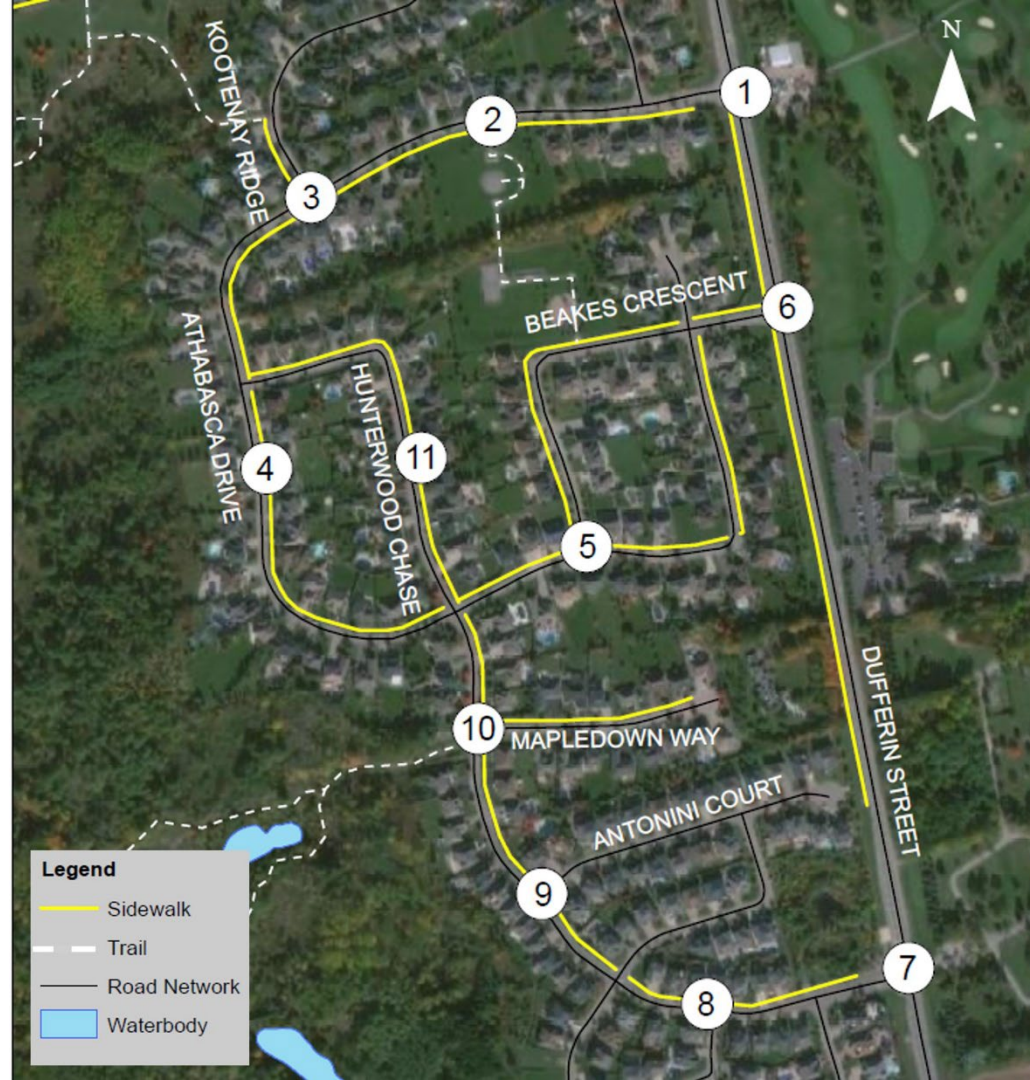 N
1
2
KOOTENAY RIDGE
3
6
BEAKES CRESCENT
ATHABASCA DRIVE
HUNTERWOOD CHASE
4
11
5
DUFFERIN STREET
10
MAPLEDOWN WAY
ANTONINI COURT
9
7
8
Legend
Sidewalk
Trail
Road Network
Waterbody